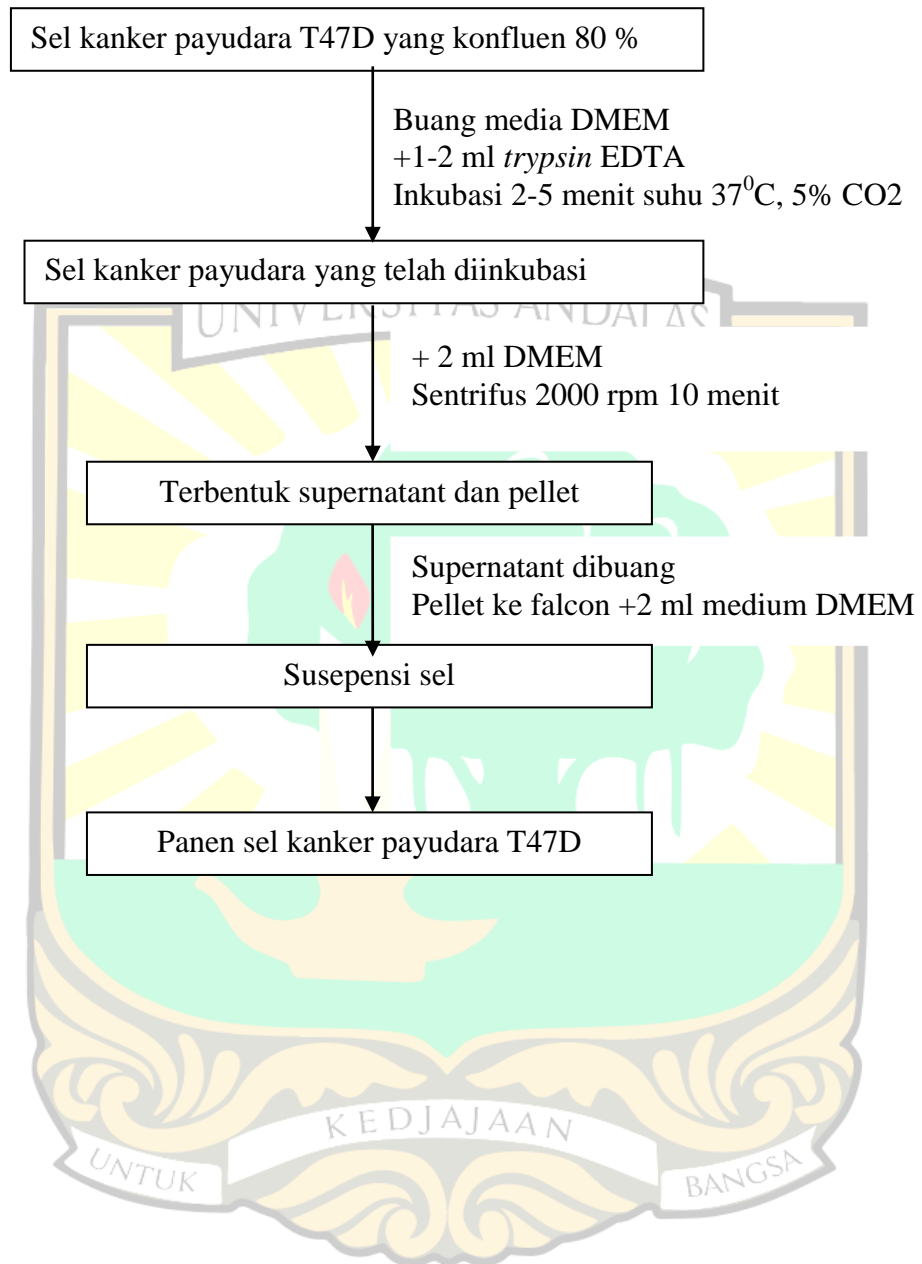 Sel kanker payudara T47D yang konfluen 80 %
Buang media DMEM
+1-2 ml trypsin EDTA
Inkubasi 2-5 menit suhu 37⁰C, 5% CO2
Sel kanker payudara yang telah diinkubasi
UNIVERSITAS ANDALAS
+ 2 ml DMEM
Sentrifus 2000 rpm 10 menit
Terbentuk supernatant dan pellet
Supernatant dibuang
Pellet ke falcon +2 ml medium DMEM
Susepensi sel
Panen sel kanker payudara T47D
KEDJAJAAN
UNTUK
BANGSA